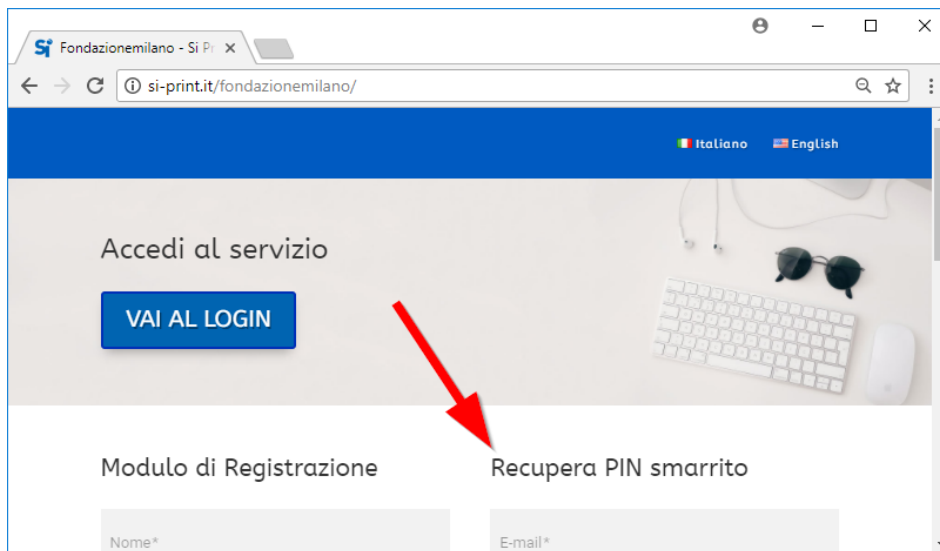 Fondazionemilano - Si Pr
si-print.it/fondazionemilano/
Italiano English
Accedi al servizio
VAI AL LOGIN
Modulo di Registrazione
Recupera PIN smarrito
Nome*
E-mail*